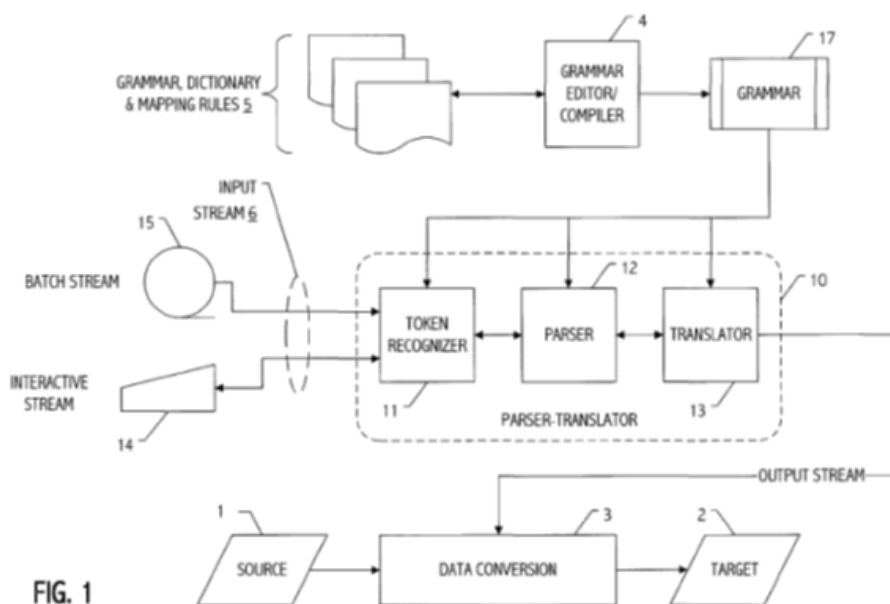 4
17
GRAMMAR, DICTIONARY
& MAPPING RULES 5
GRAMMAR
EDITOR/
COMPILER
GRAMMAR
INPUT
STREAM 6
15
BATCH STREAM
12
10
TOKEN
RECOGNIZER
PARSER
TRANSLATOR
INTERACTIVE
STREAM
14
11
13
PARSER-TRANSLATOR
OUTPUT STREAM
1
3
2
SOURCE
DATA CONVERSION
TARGET
FIG. 1